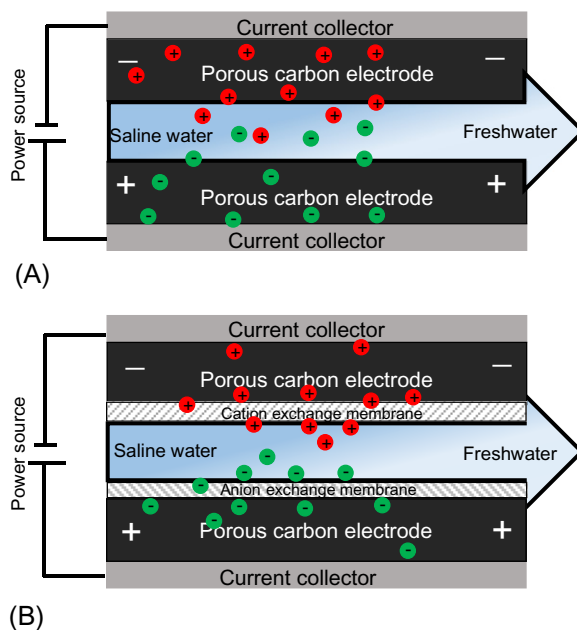 Current collector
— —
Porous carbon electrode
Power source
Saline water
Freshwater
+ +
Porous carbon electrode
Current collector
(A)
Current collector
— —
Porous carbon electrode
Cation exchange membrane
Power source
Saline water
Freshwater
Anion exchange membrane
+ +
Porous carbon electrode
Current collector
(B)